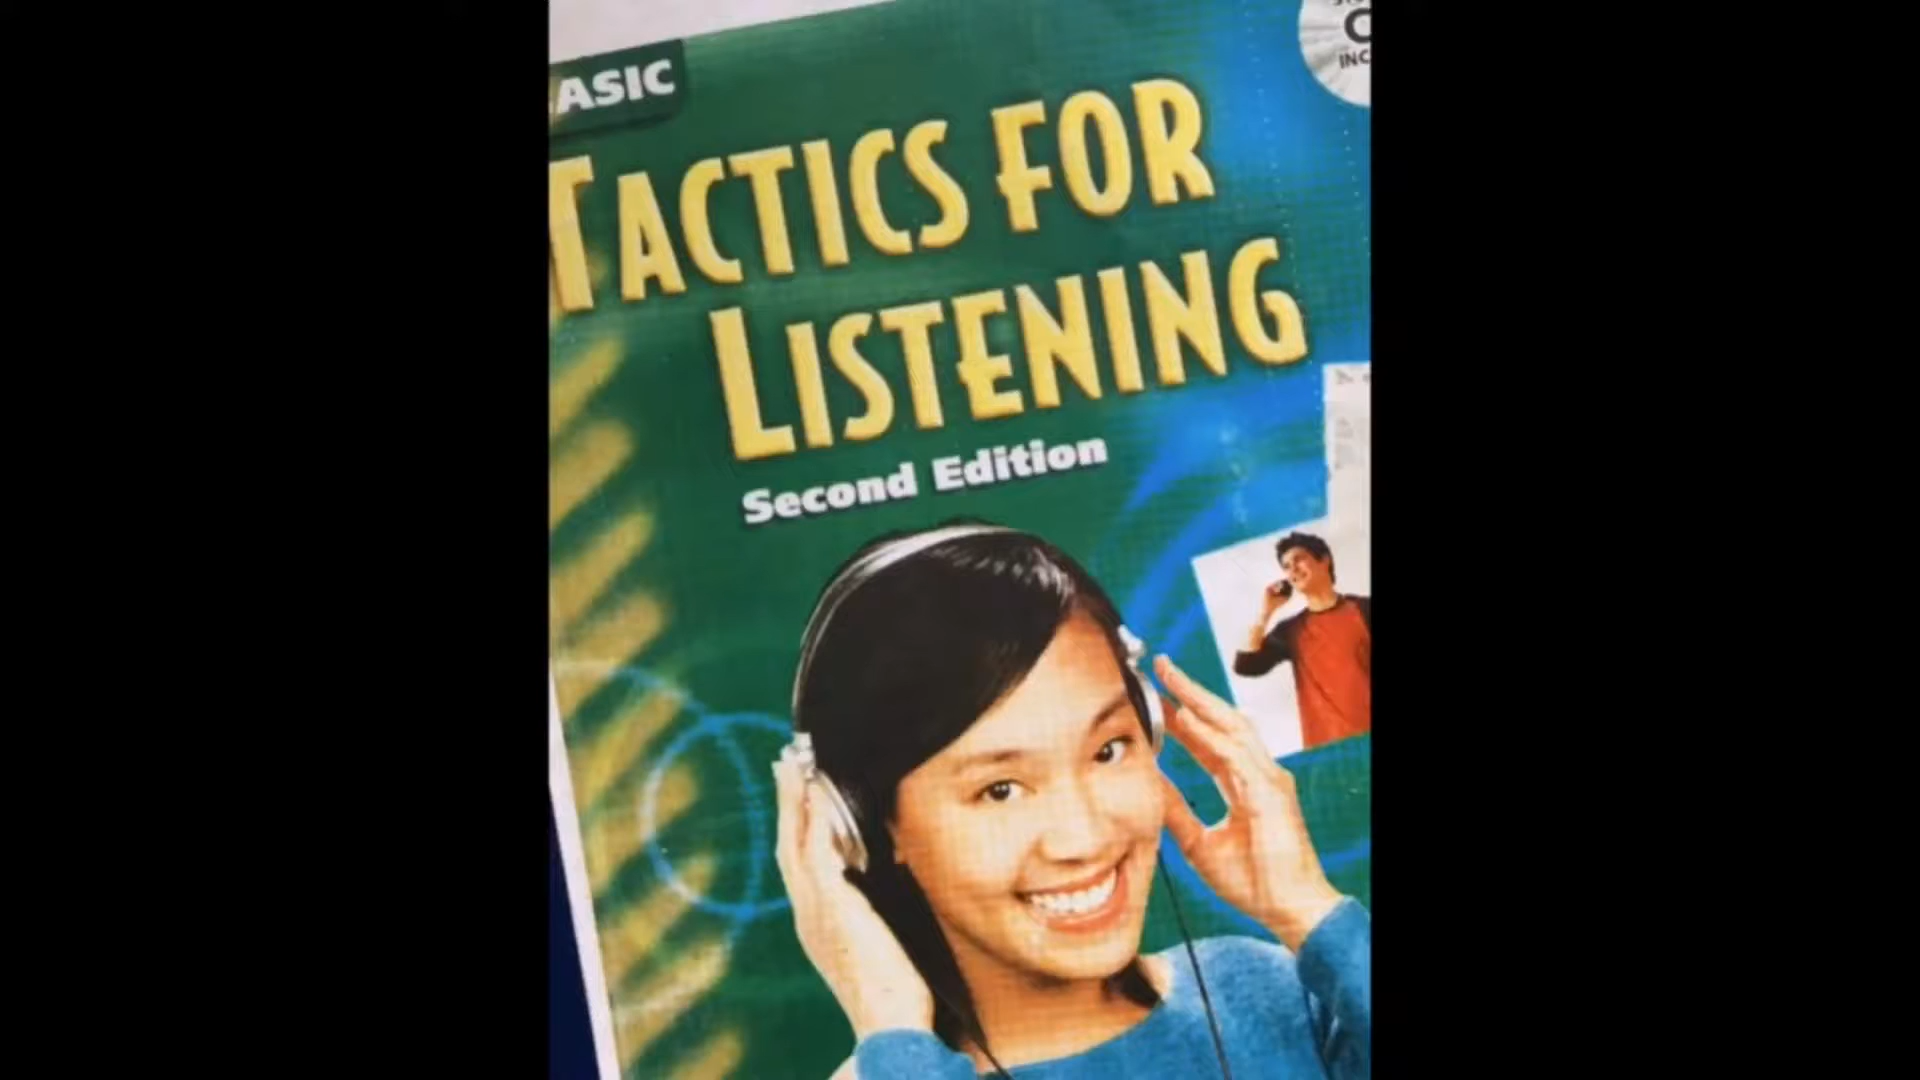 ASIC
TACTICS FOR
LISTENING
Second Edition